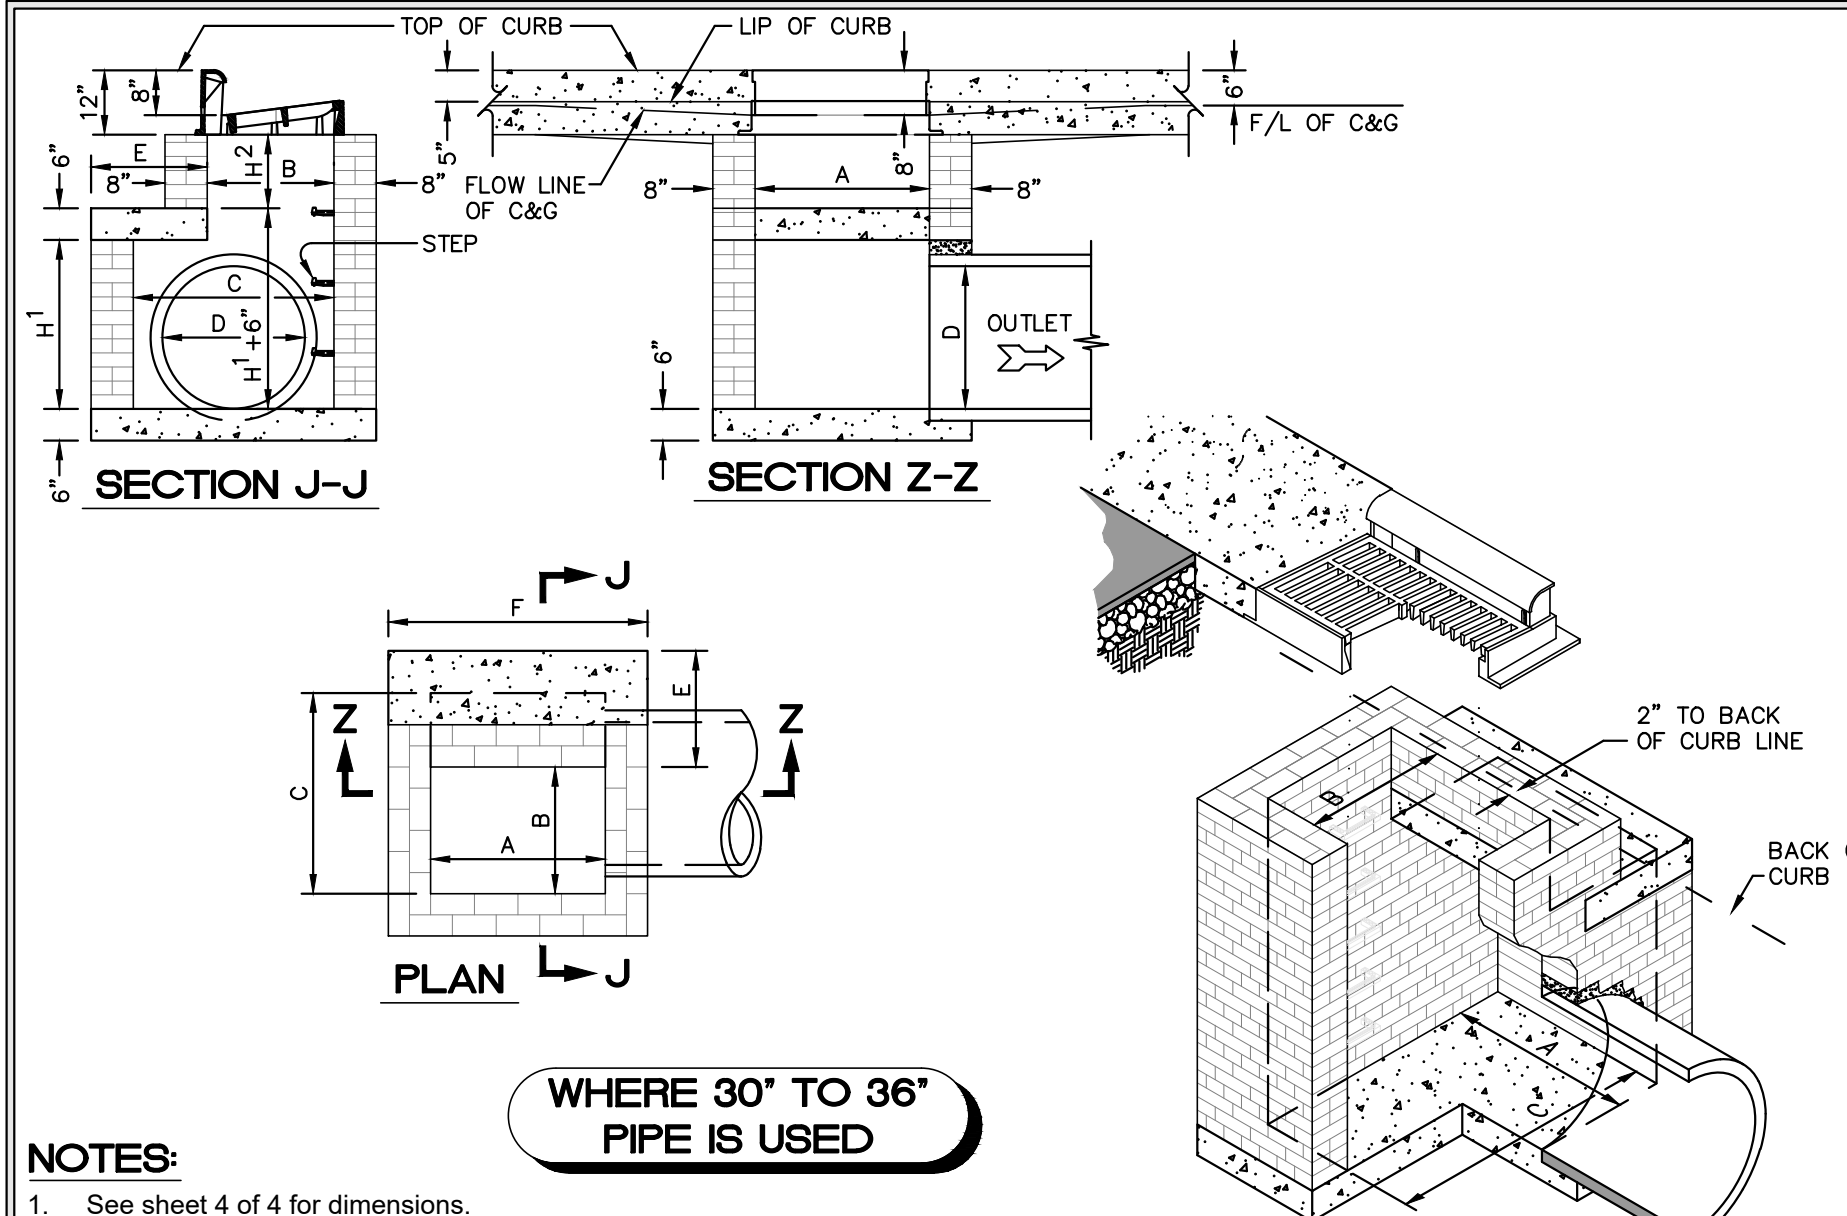 TOP OF CURB
LIP OF CURB
12"
8"
6"
E
8"
H2
B
8"
STEP
C
D
H1
H1+6"
6"
SECTION J-J
5"
FLOW LINE
OF C&G
8"
A
8"
8"
6"
F/L OF C&G
D
OUTLET
6"
SECTION Z-Z
J
F
E
Z
Z
C
B
A
J
PLAN
2" TO BACK
OF CURB LINE
B
BACK
CURB
A
C
WHERE 30" TO 36"
PIPE IS USED
NOTES:
1. See sheet 4 of 4 for dimensions.